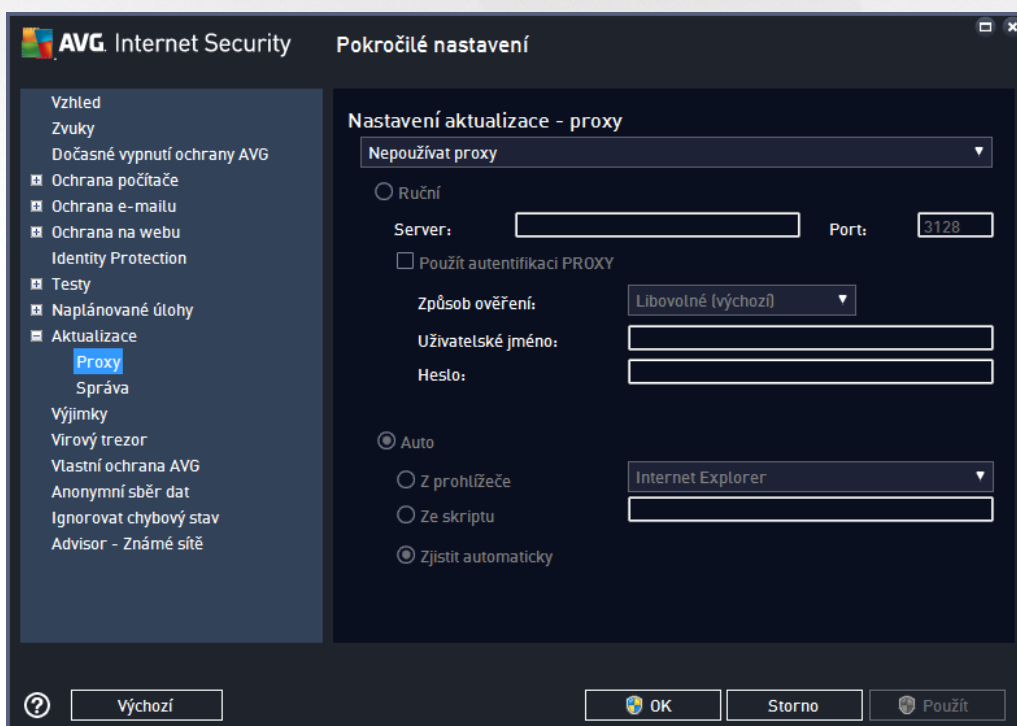 AVG. Internet Security
Pokročilé nastavení
Vzhled
Zvuky
Dočasné vypnutí ochrany AVG
Ochrana počítače
Ochrana e-mailu
Ochrana na webu
Identity Protection
Testy
Naplánované úlohy
Aktualizace
Proxy
Správa
Výjimky
Virový trezor
Vlastní ochrana AVG
Anonymní sběr dat
Ignorovat chybový stav
Advisor - Známé sítě
Nastavení aktualizace - proxy
Nepoužívat proxy
Ruční
Server: Port: 3128
Použít autentifikaci PROXY
Způsob ověření: Libovolné (výchozí)
Uživatelské jméno:
Heslo:
Auto
Z prohlížeče Internet Explorer
Ze skriptu
Zjistit automaticky
Výchozí OK Storno Použít